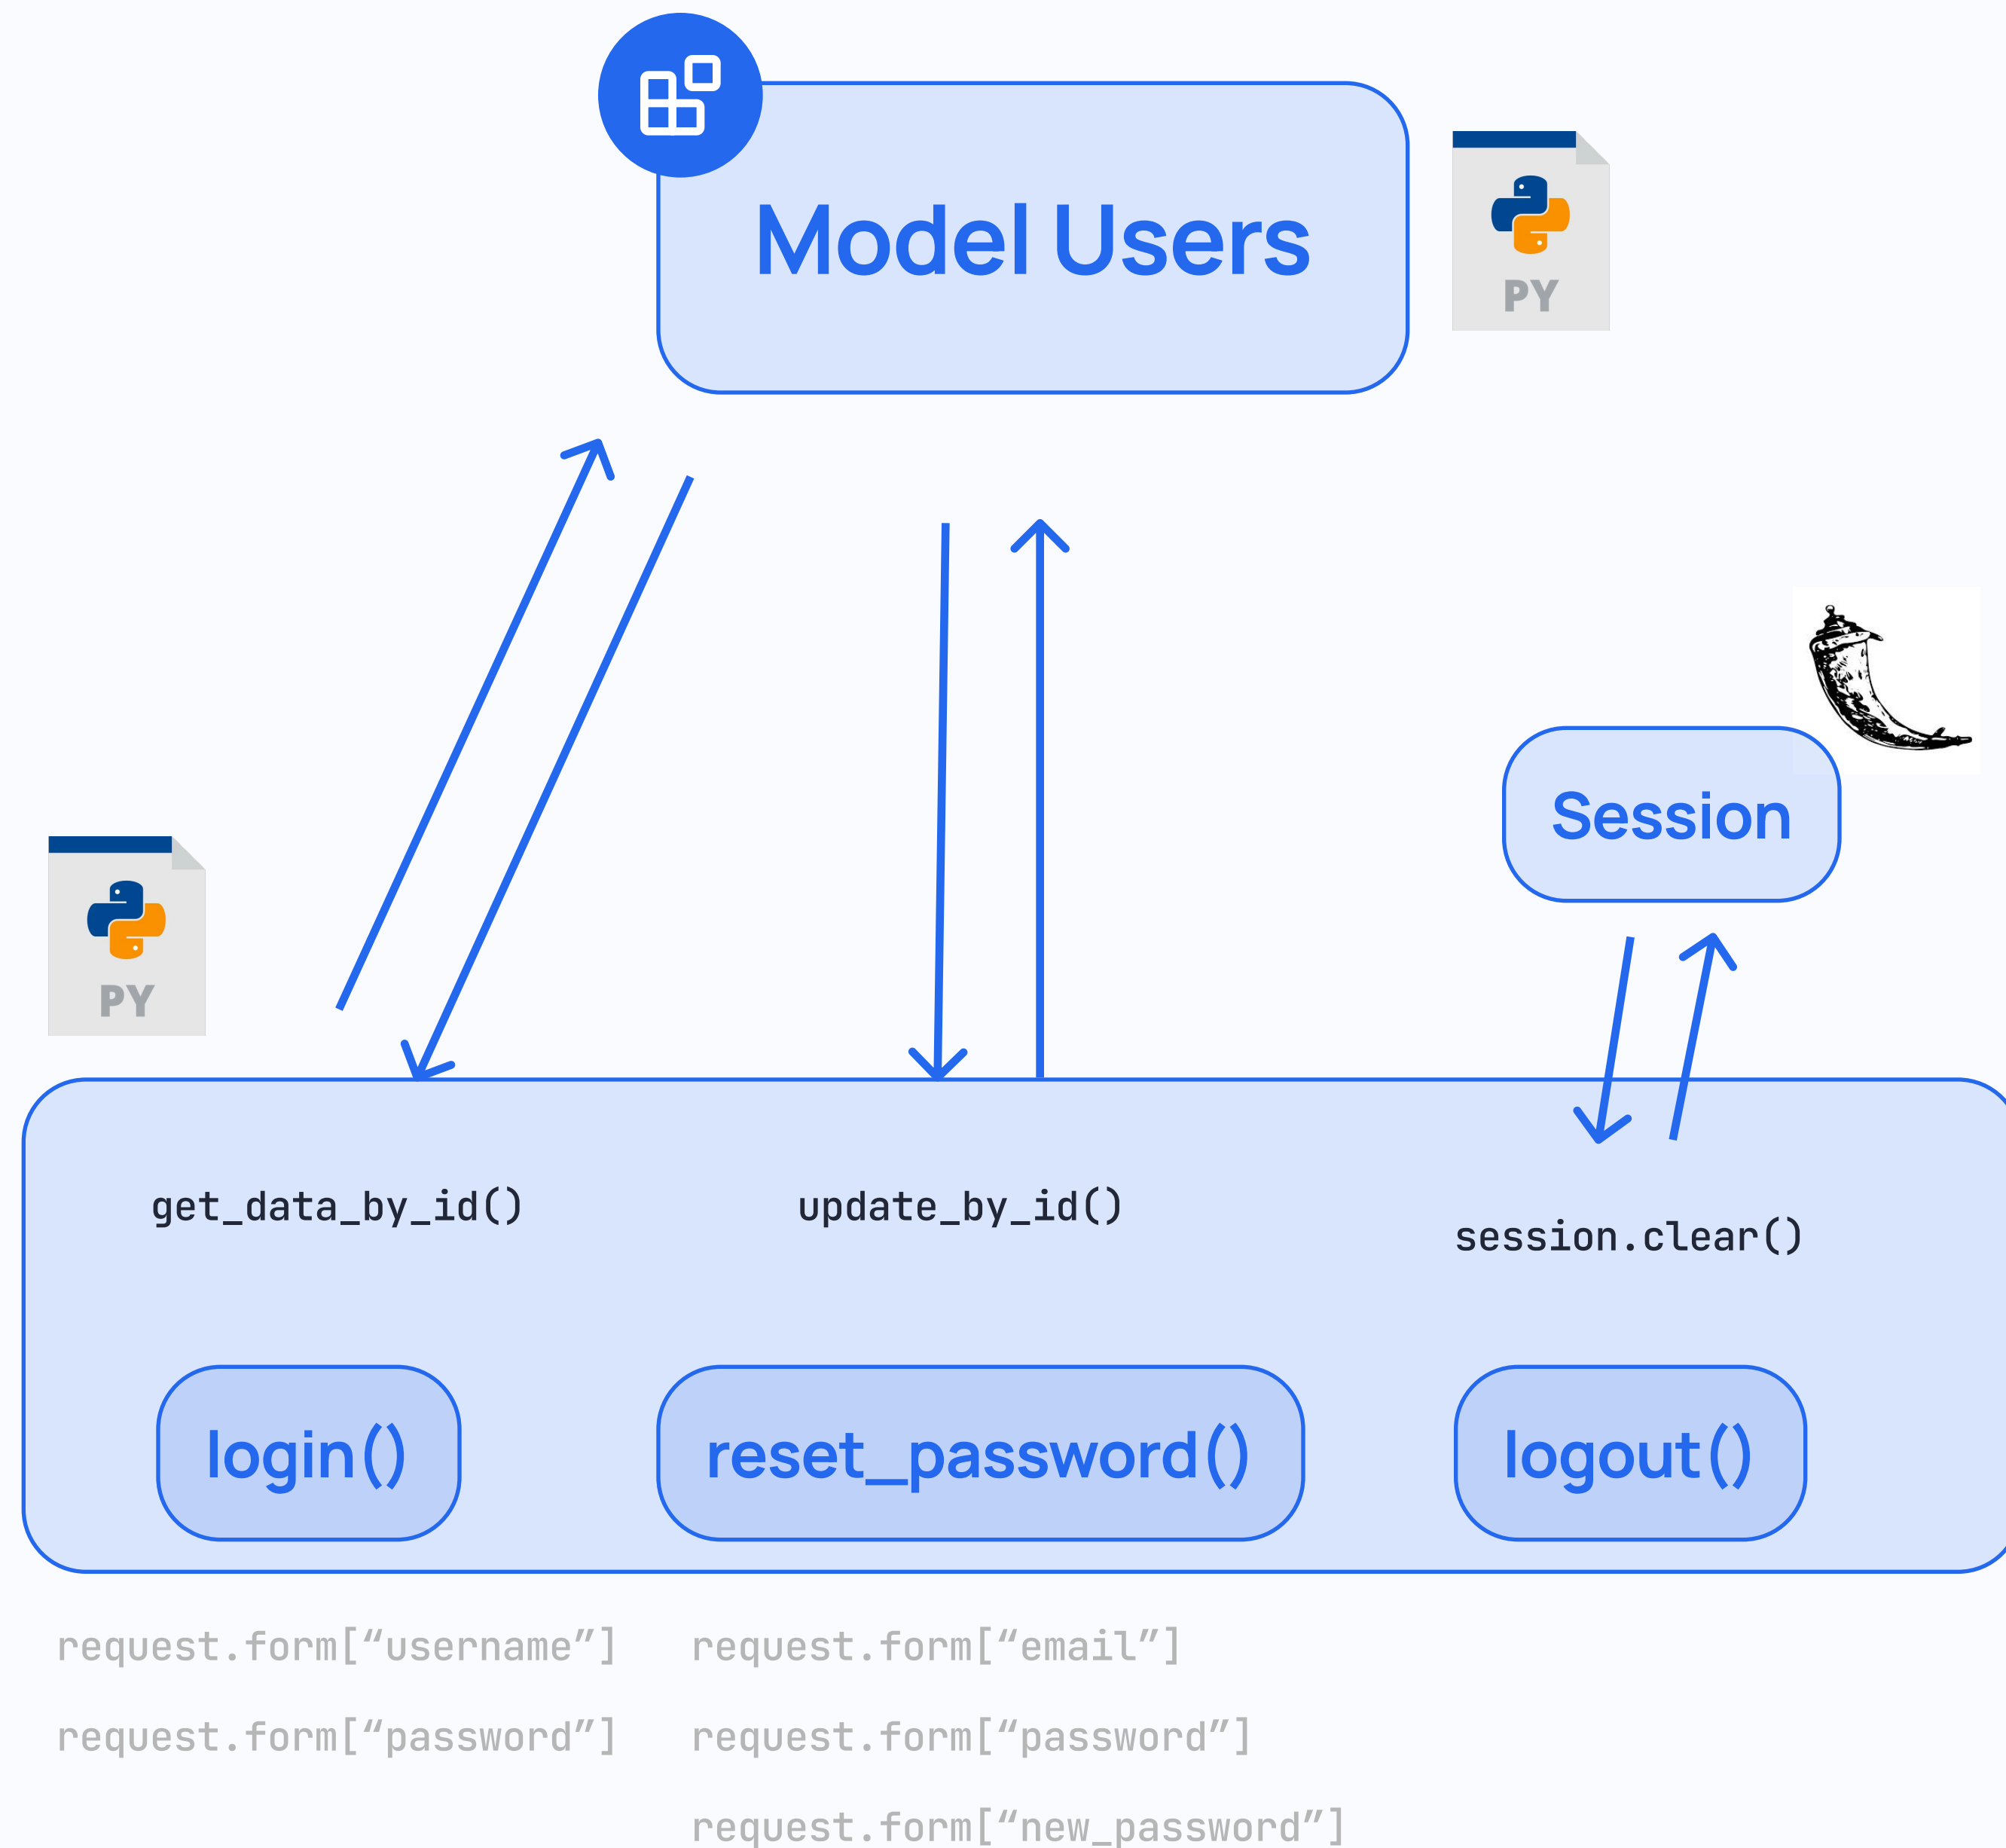 Model Users
PY
Session
PY
get_data_by_id()
update_by_id()
session.clear()
login()
reset_password()
logout()
request.form[“username”]
request.form[“email”]
request.form[“password”]
request.form[“password”]
request.form[“new_password”]